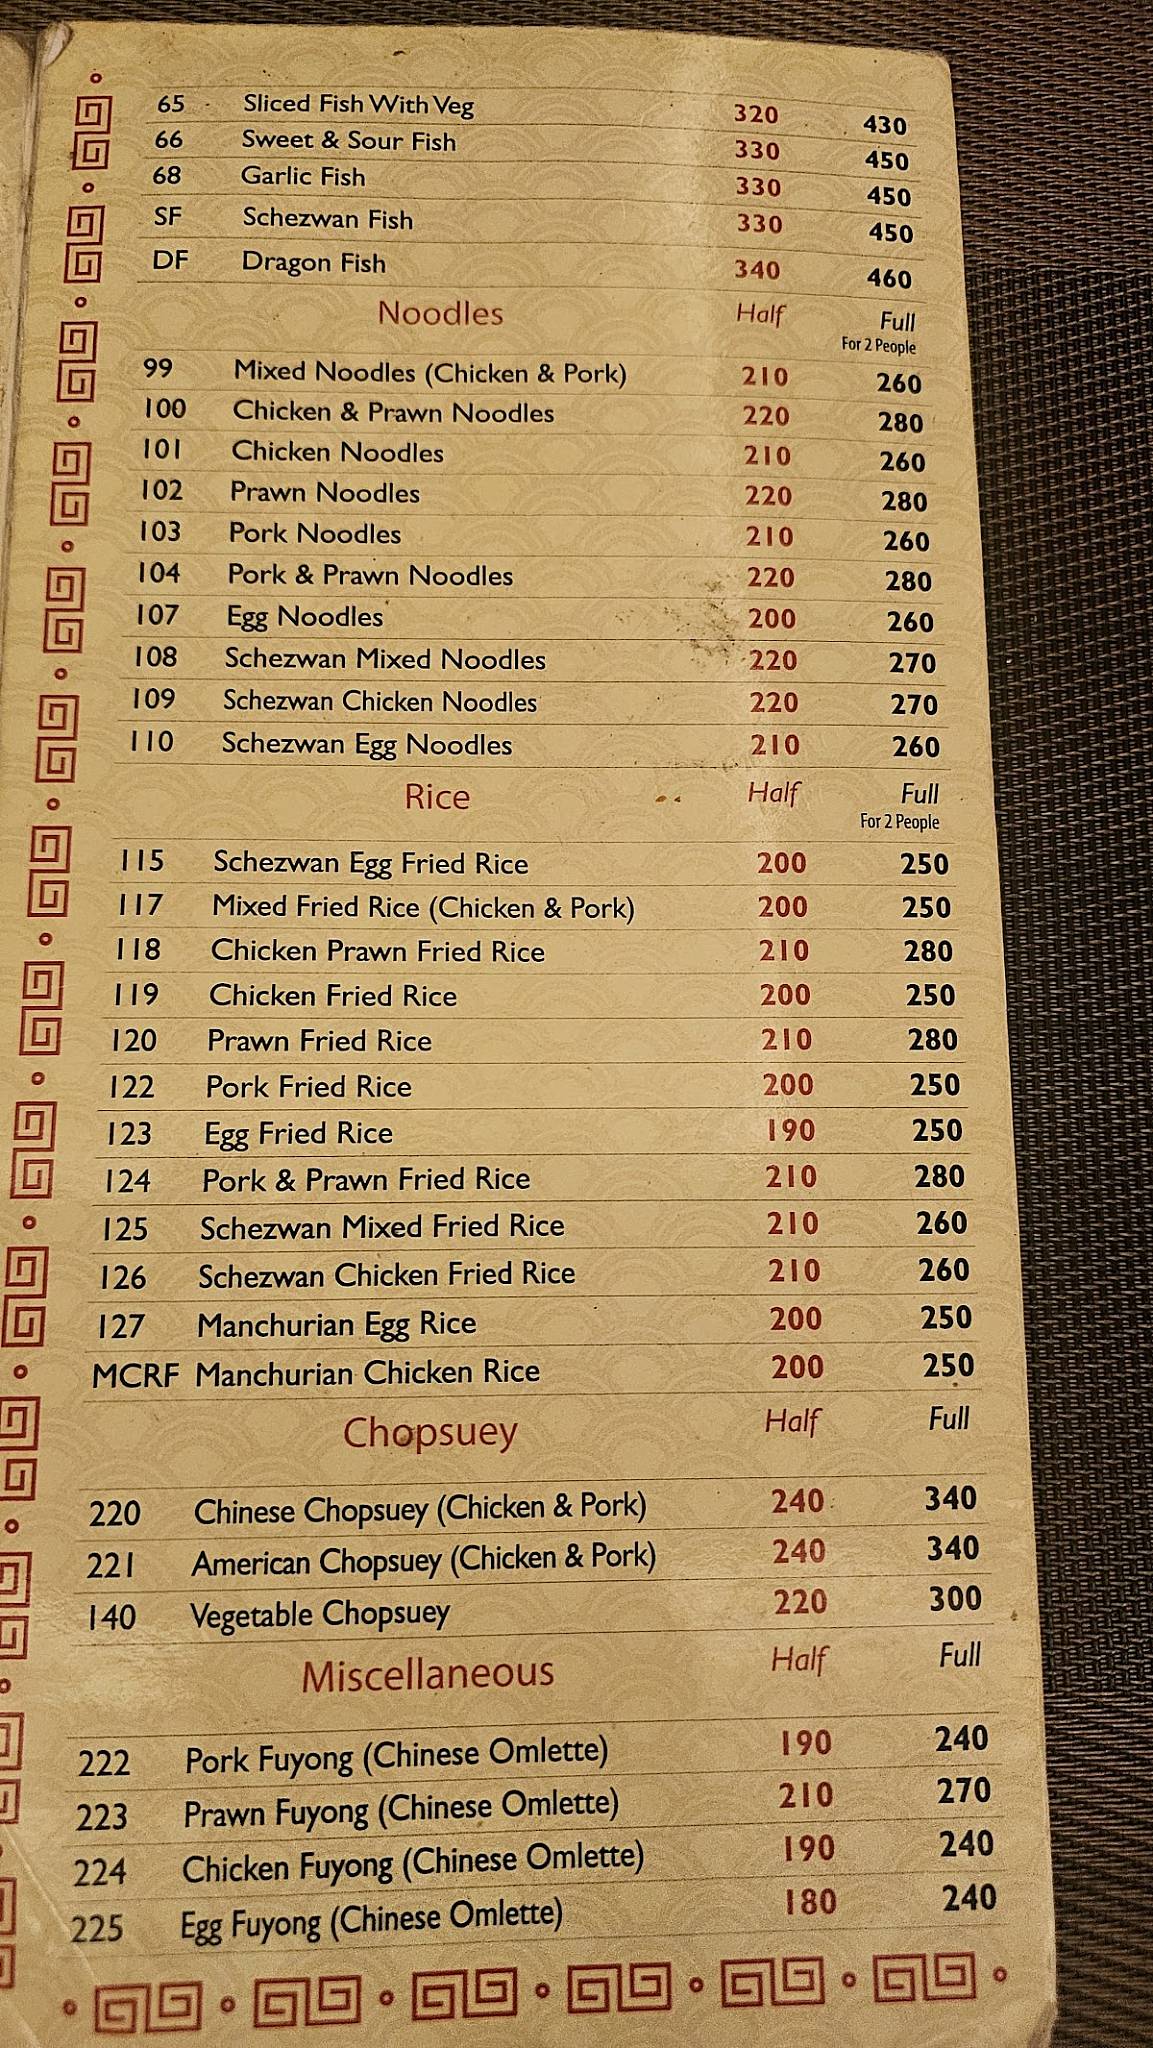 65 Sliced Fish With Veg 320 430
66 Sweet & Sour Fish 330 450
68 Garlic Fish 330 450
SF Schezwan Fish 330 450
DF Dragon Fish 340 460
Noodles Half Full
For 2 People
99 Mixed Noodles (Chicken & Pork) 210 260
100 Chicken & Prawn Noodles 220 280
101 Chicken Noodles 210 260
102 Prawn Noodles 220 280
103 Pork Noodles 210 260
104 Pork & Prawn Noodles 220 280
107 Egg Noodles 200 260
108 Schezwan Mixed Noodles 220 270
109 Schezwan Chicken Noodles 220 270
110 Schezwan Egg Noodles 210 260
Rice Half Full
For 2 People
115 Schezwan Egg Fried Rice 200 250
117 Mixed Fried Rice (Chicken & Pork) 200 250
118 Chicken Prawn Fried Rice 210 280
119 Chicken Fried Rice 200 250
120 Prawn Fried Rice 210 280
122 Pork Fried Rice 200 250
123 Egg Fried Rice 190 250
124 Pork & Prawn Fried Rice 210 280
125 Schezwan Mixed Fried Rice 210 260
126 Schezwan Chicken Fried Rice 210 260
127 Manchurian Egg Rice 200 250
MCRF Manchurian Chicken Rice 200 250
Chopsuey Half Full
220 Chinese Chopsuey (Chicken & Pork) 240 340
221 American Chopsuey (Chicken & Pork) 240 340
140 Vegetable Chopsuey 220 300
Miscellaneous Half Full
222 Pork Fuyong (Chinese Omlette) 190 240
223 Prawn Fuyong (Chinese Omlette) 210 270
224 Chicken Fuyong (Chinese Omlette) 190 240
225 Egg Fuyong (Chinese Omlette) 180 240